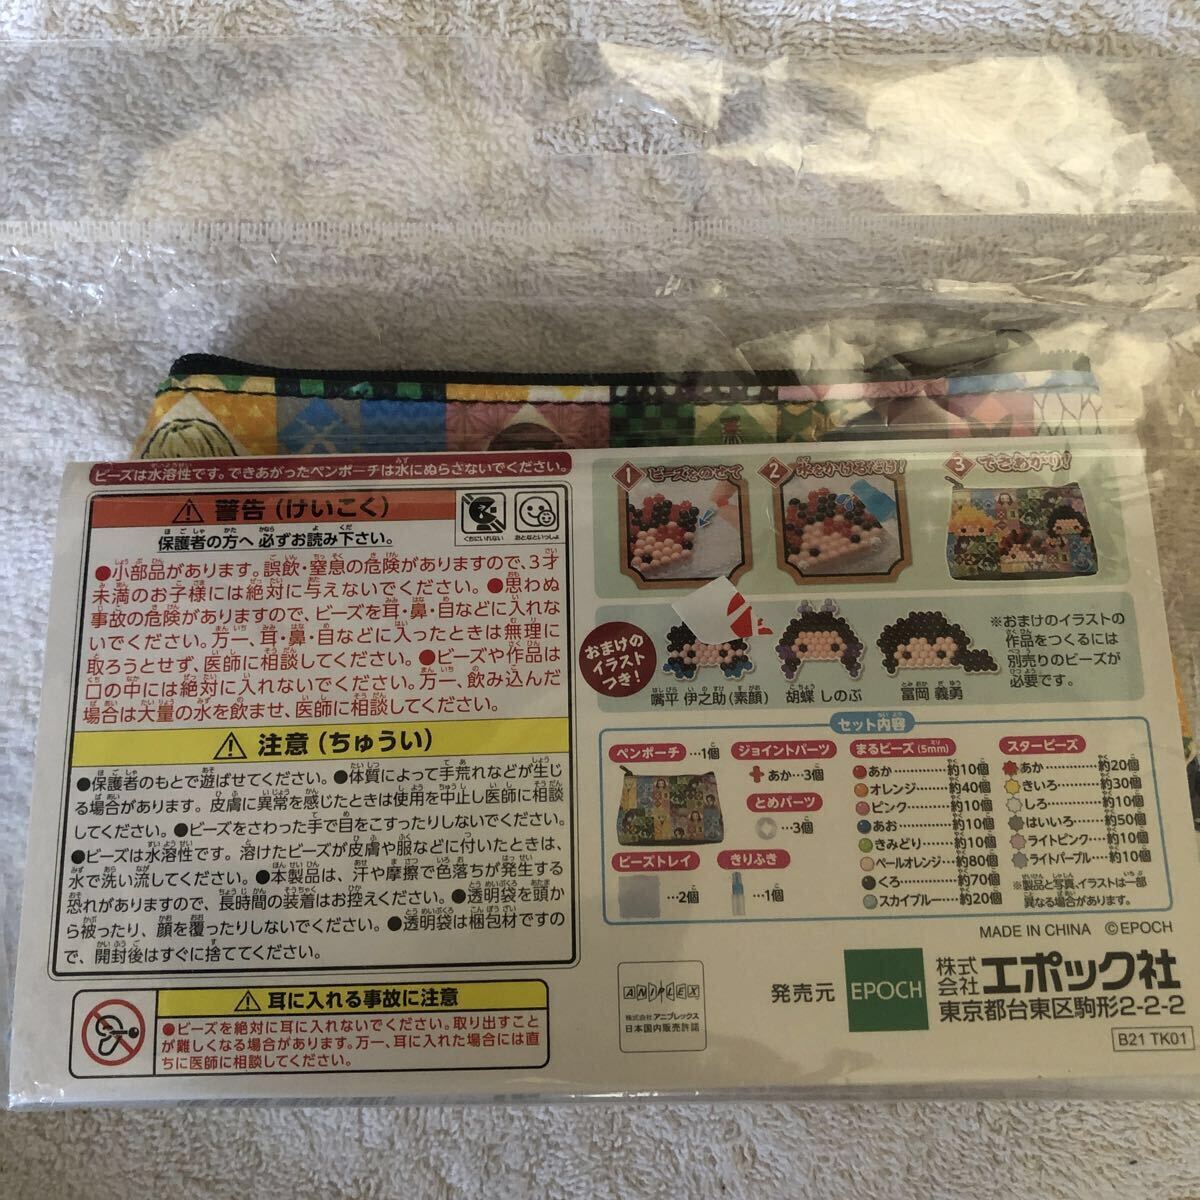 ビーズは水溶性です。できあがったペンポーチは水にぬらさないでください。
⚠警告(けいこく)
保護者の方へ 必ずお読み下さい。
くちにいれない
おとなといっしょ
●小部品があります。誤飲・窒息の危険がありますので、3才
未満のお子様には絶対に与えないでください。●思わぬ
事故の危険がありますので、ビーズを耳・鼻・目などに入れな
いでください。万一、耳・鼻・目などに入ったときは無理に
取ろうとせず、医師に相談してください。●ビーズや作品は
口の中には絶対に入れないでください。万一、飲み込んだ
場合は大量の水を飲ませ、医師に相談してください。
⚠注意(ちゅうい)
●保護者のもとで遊ばせてください。●体質によって手荒れなどが生じ
る場合があります。皮膚に異常を感じたときは使用を中止し医師に相談
してください。●ビーズをさわった手で目をこすったりしないでください。
●ビーズは水溶性です。溶けたビーズが皮膚や服などに付いたときは、
水で洗い流してください。●本製品は、汗や摩擦で色落ちが発生する
恐れがありますので、長時間の装着はお控えください。●透明袋を頭か
ら被ったり、顔を覆ったりしないでください。●透明袋は梱包材ですの
で、開封後はすぐに捨ててください。
⚠耳に入れる事故に注意
●ビーズを絶対に耳に入れないでください。取り出すこと
が難しくなる場合があります。万一、耳に入れた場合には直
ちに医師に相談してください。
1 ビーズをのせて
2 水をかけるだけ!
3 できあがり!
おまけの
イラスト
つき!
嘴平 伊之助(素顔)
胡蝶 しのぶ
冨岡 義勇
※おまけのイラストの
作品をつくるには
別売りのビーズが
必要です。
セット内容
ペンポーチ…1個
ジョイントパーツ
あか…3個
とめパーツ
…3個
ビーズトレイ
…2個
きりふき
…1個
まるビーズ(5mm)
あか………約10個
オレンジ……約40個
ピンク………約10個
あお…………約10個
きみどり……約10個
ペールオレンジ…約80個
くろ…………約70個
スカイブルー…約20個
スタービーズ
あか…………約20個
きいろ………約30個
しろ…………約10個
はいいろ……約50個
ライトピンク…約10個
ライトパープル…約10個
※製品と写真、イラストは一部
異なる場合があります。
MADE IN CHINA ©EPOCH
ANIPLEX
株式会社アニプレックス
日本国内販売許諾
発売元
EPOCH
株式会社エポック社
東京都台東区駒形2-2-2
B21 TK01